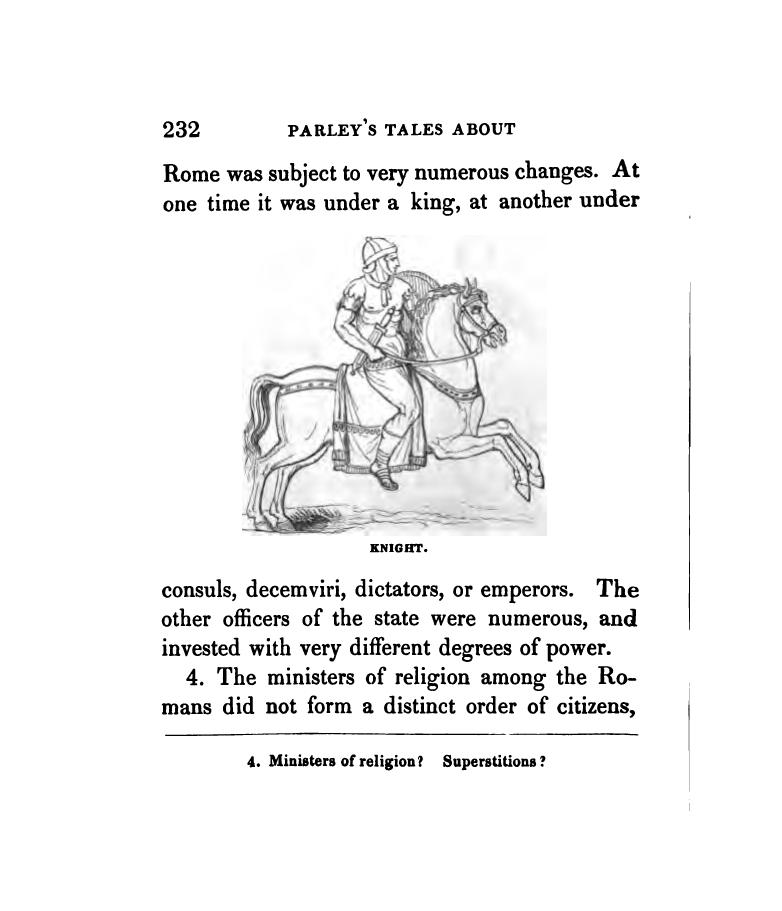 232 PARLEY'S TALES ABOUT
Rome was subject to very numerous changes. At
one time it was under a king, at another under
KNIGHT.
consuls, decemviri, dictators, or emperors. The
other officers of the state were numerous, and
invested with very different degrees of power.
4. The ministers of religion among the Ro-
mans did not form a distinct order of citizens,
4. Ministers of religion? Superstitions?